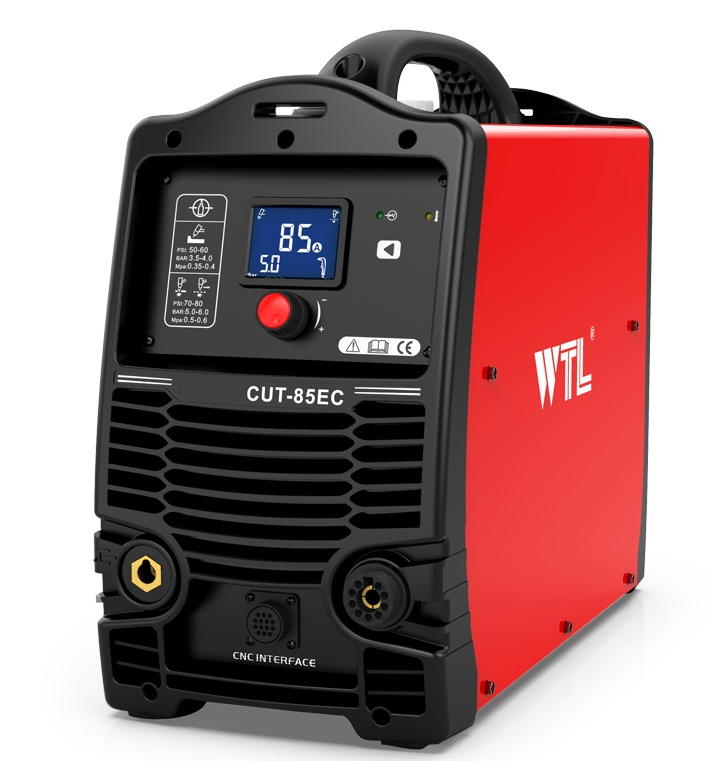 85A
5.0
Bar
PSI: 50-60
BAR:3.5-4.0
Mpa:0.35-0.4
PSI:70-80
BAR:5.0-6.0
Mpa:0.5-0.6
−
+
CE
CUT-85EC
WTL®
CNC INTERFACE